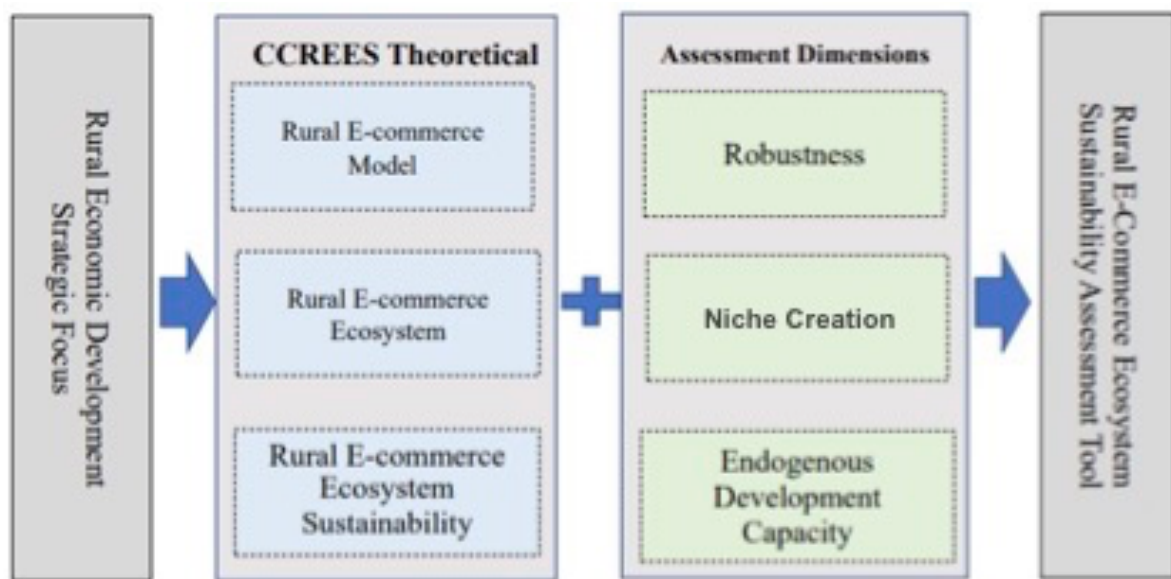 Rural Economic Development
Strategic Focus
CCREES Theoretical
Rural E-commerce
Model
Rural E-commerce
Ecosystem
Rural E-commerce
Ecosystem
Sustainability
Assessment Dimensions
Robustness
Niche Creation
Endogenous
Development
Capacity
Rural E-Commerce Ecosystem
Sustainability Assessment Tool